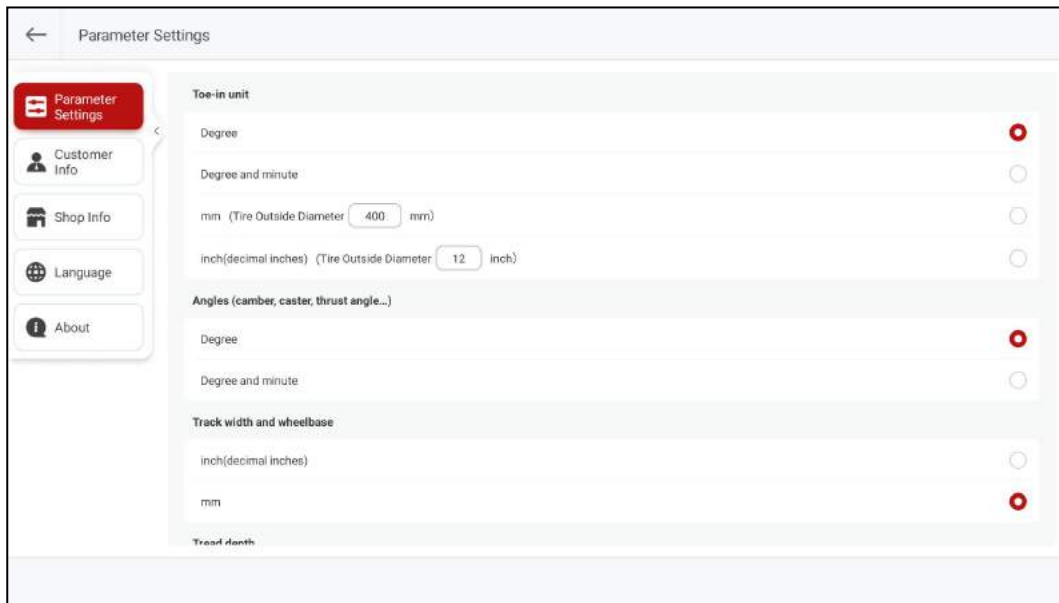 Parameter Settings
Parameter
Settings
Customer
Info
Shop Info
Language
About
Toe-in unit
Degree
Degree and minute
mm (Tire Outside Diameter 400 mm)
inch(decimal inches) (Tire Outside Diameter 12 inch)
Angles (camber, caster, thrust angle...)
Degree
Degree and minute
Track width and wheelbase
inch(decimal inches)
mm
Tread depth